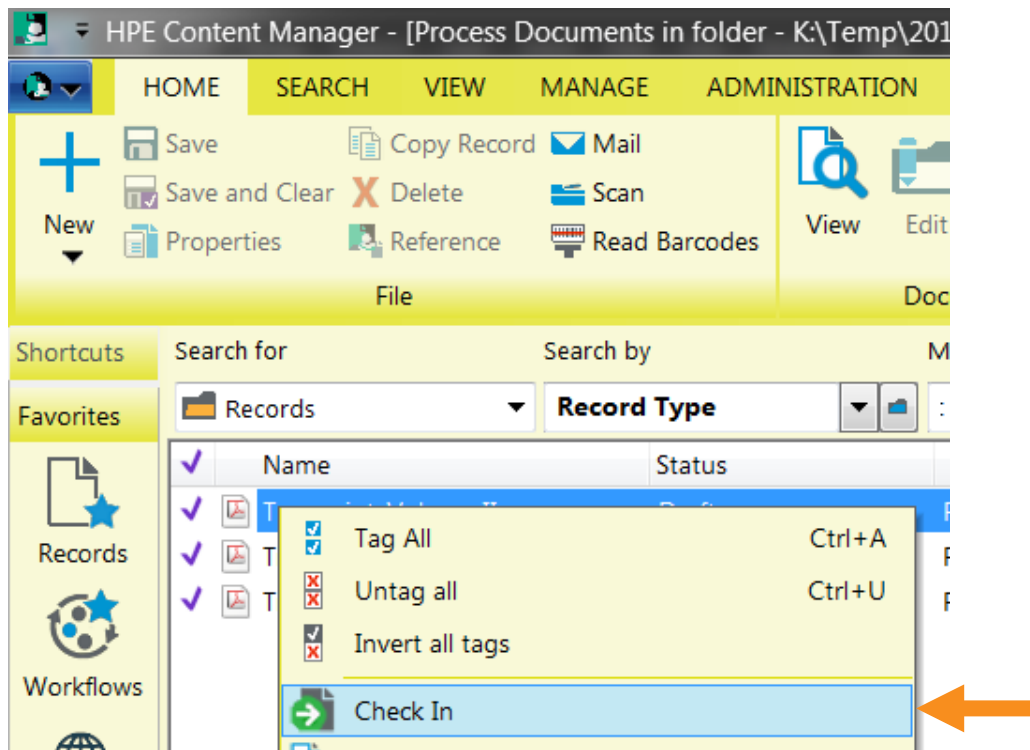 HPE Content Manager - [Process Documents in folder - K:\Temp\201
HOME SEARCH VIEW MANAGE ADMINISTRATION
New
Save
Save and Clear
Properties
Copy Record
Delete
Reference
Mail
Scan
Read Barcodes
File
View Edit
Doc
Shortcuts
Favorites
Records
Workflows
Search for Search by M
Records Record Type :
Name Status
T
T
Tag All Ctrl+A
Untag all Ctrl+U
Invert all tags
Check In